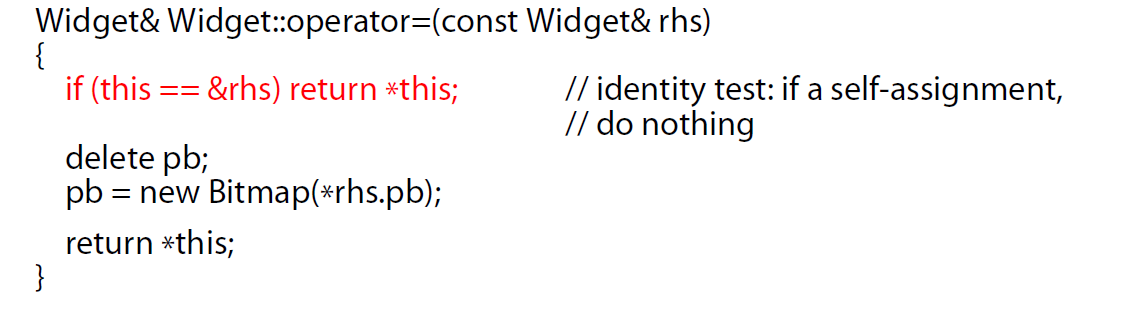 Widget& Widget::operator=(const Widget& rhs)
{
if (this == &rhs) return *this; // identity test: if a self-assignment,
// do nothing
delete pb;
pb = new Bitmap(*rhs.pb);
return *this;
}